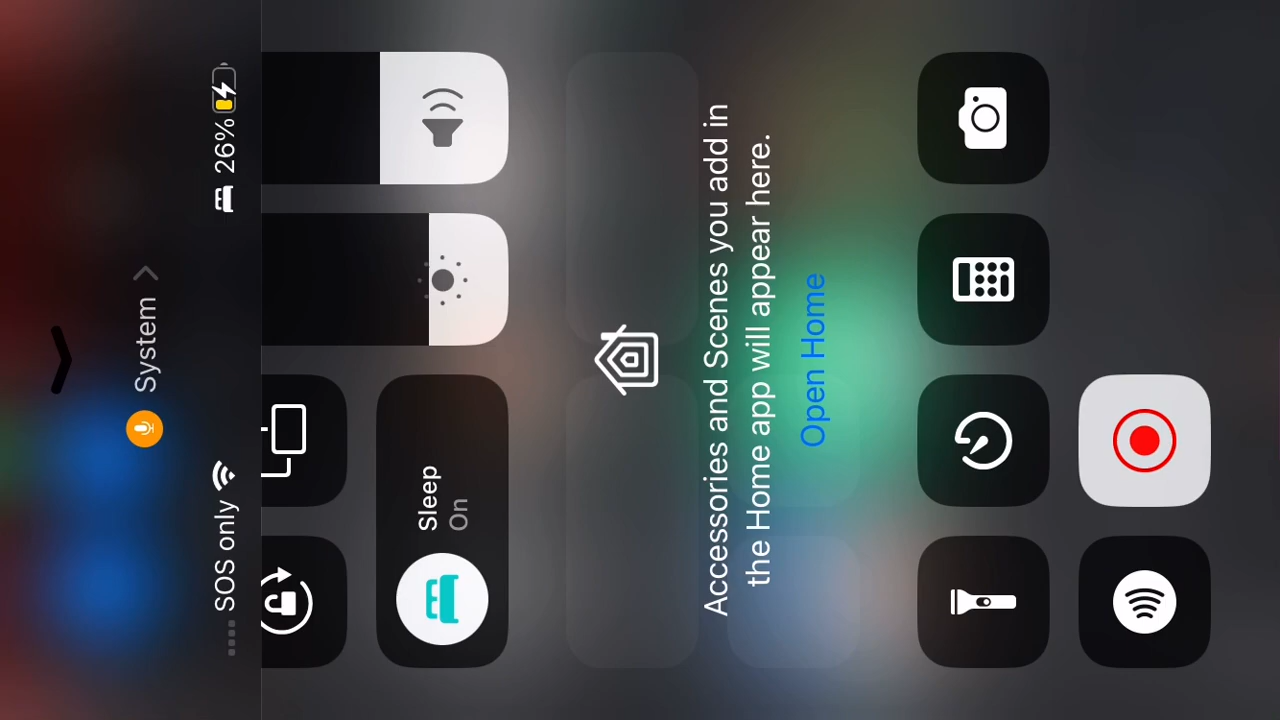 System
SOS only
26%
Sleep
On
Accessories and Scenes you add in
the Home app will appear here.
Open Home